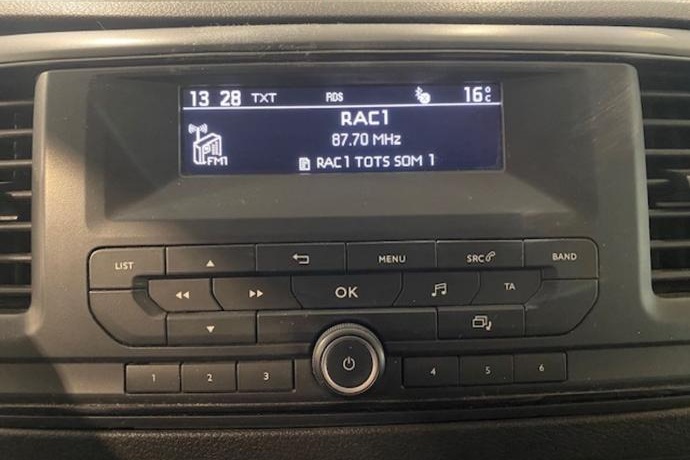 13 28 TXT RDS 16°C
RAC1
87.70 MHz
FM1
RAC1 TOTS SOM 1
LIST MENU SRC BAND
OK TA
1 2 3 4 5 6